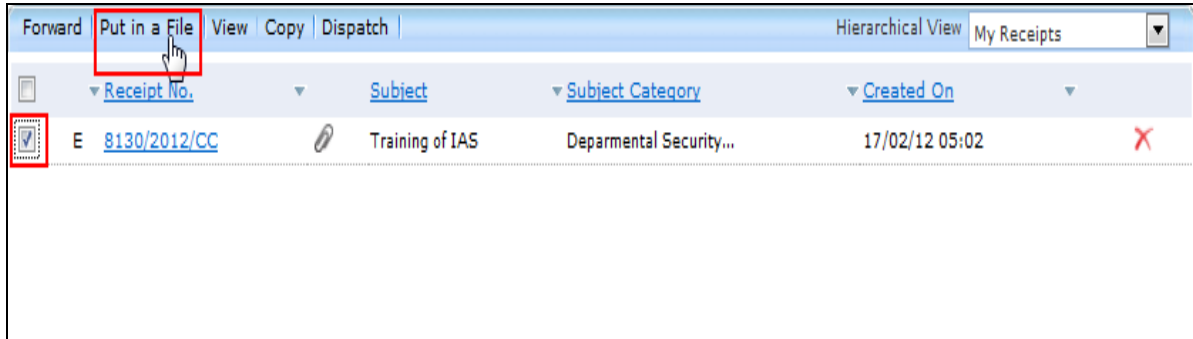 Forward | Put in a File | View | Copy | Dispatch | Hierarchical View My Receipts
Receipt No. Subject Subject Category Created On
E 8130/2012/CC Training of IAS Deparmental Security... 17/02/12 05:02